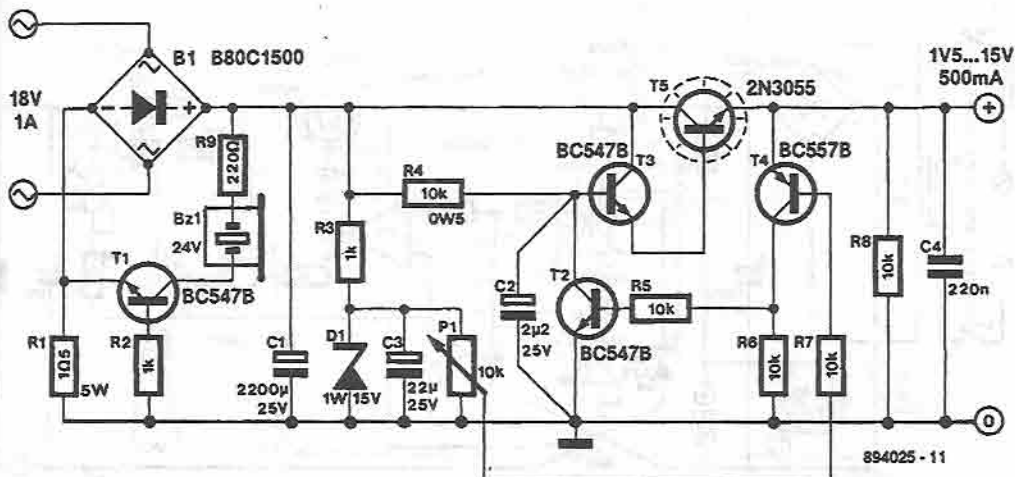 B1 B80C1500
18V
1A
R9
220Ω
Bz1
24V
T1
BC547B
R1
1Ω5
5W
R2
1k
C1
2200µ
25V
R3
1k
D1
1W 15V
C3
22µ
25V
P1
10k
R4
10k
0W5
C2
2µ2
25V
BC547B
T3
T2
BC547B
R5
10k
T5
2N3055
BC557B
T4
R6
10k
R7
10k
R8
10k
C4
220n
1V5...15V
500mA
+
0
894025 - 11